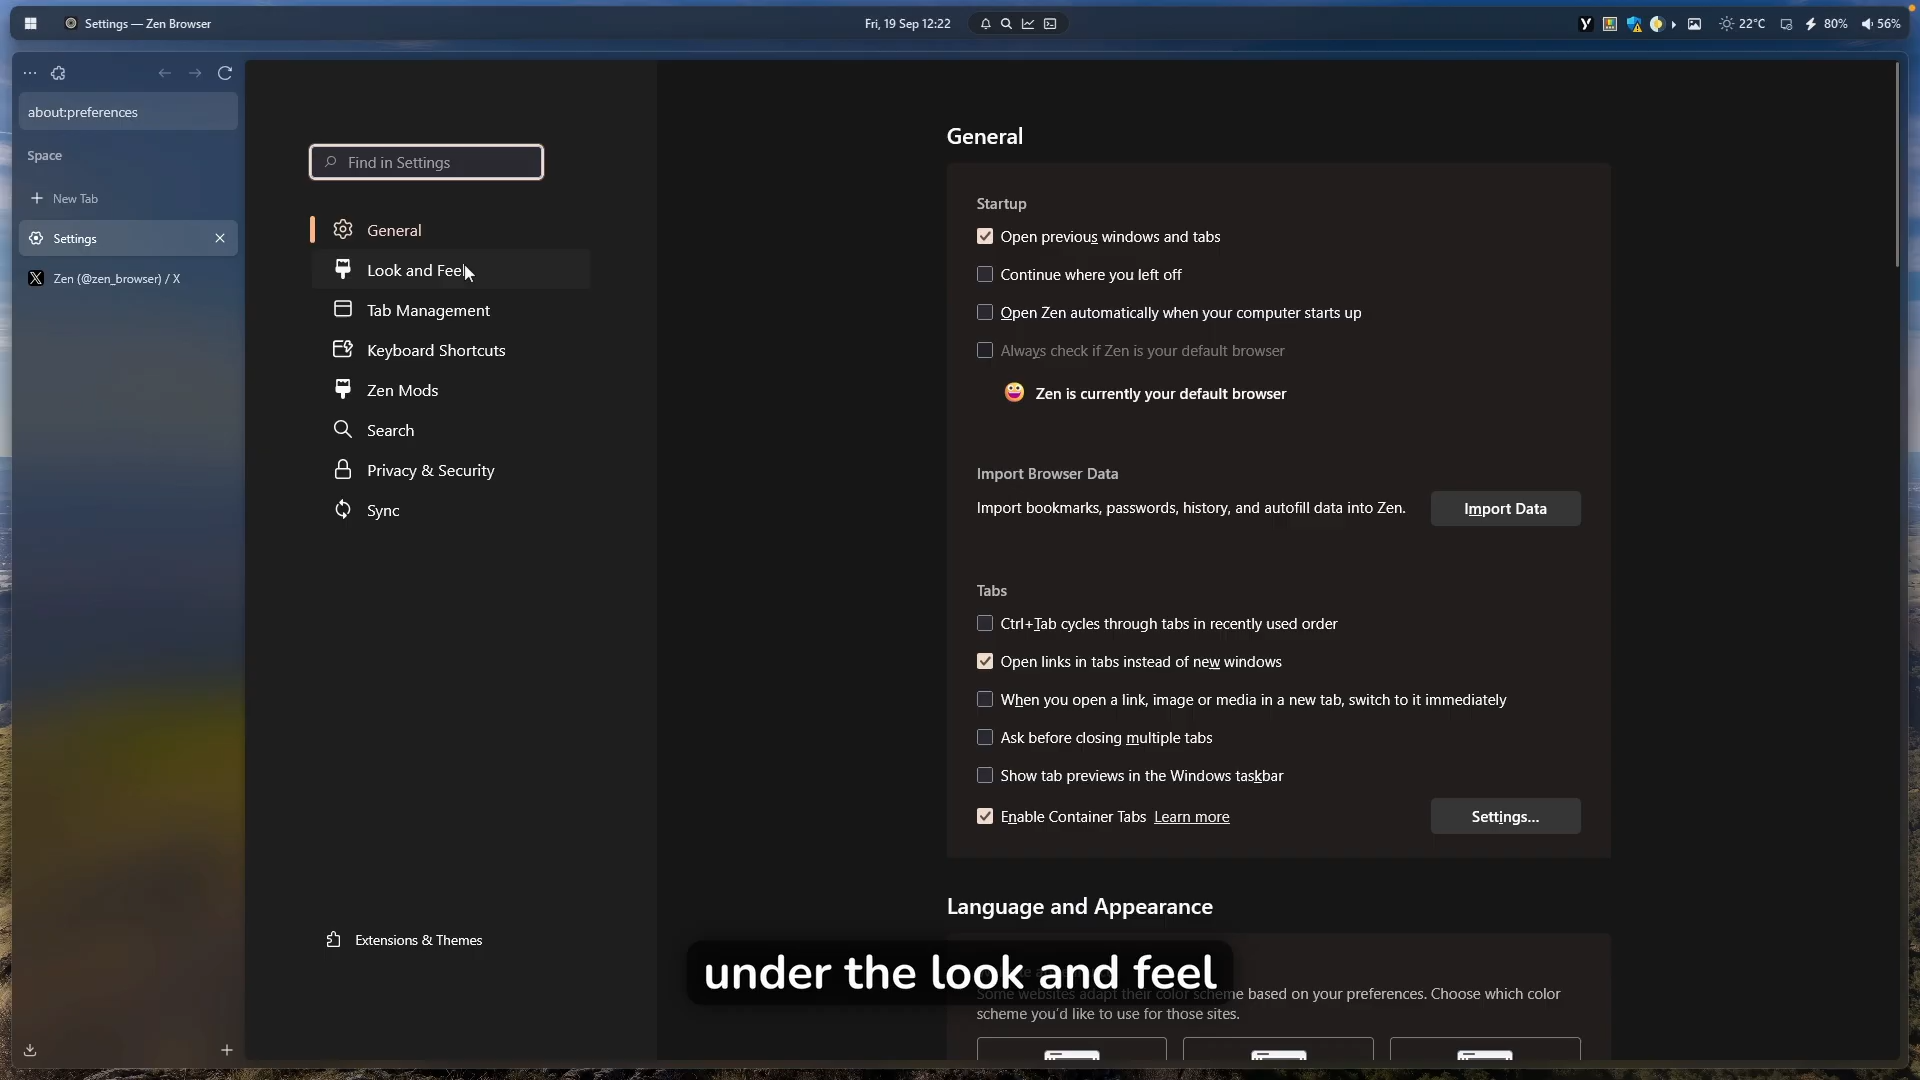 Settings — Zen Browser
Fri, 19 Sep 12:22
22°C
80%
56%
about:preferences
Space
New Tab
Settings
Zen (@zen_browser) / X
Find in Settings
General
Look and Feel
Tab Management
Keyboard Shortcuts
Zen Mods
Search
Privacy & Security
Sync
Extensions & Themes
General
Startup
Open previous windows and tabs
Continue where you left off
Open Zen automatically when your computer starts up
Always check if Zen is your default browser
Zen is currently your default browser
Import Browser Data
Import bookmarks, passwords, history, and autofill data into Zen.
Import Data
Tabs
Ctrl+Tab cycles through tabs in recently used order
Open links in tabs instead of new windows
When you open a link, image or media in a new tab, switch to it immediately
Ask before closing multiple tabs
Show tab previews in the Windows taskbar
Enable Container Tabs Learn more
Settings...
Language and Appearance
under the look and feel
Some websites adapt their color scheme based on your preferences. Choose which color
scheme you'd like to use for those sites.